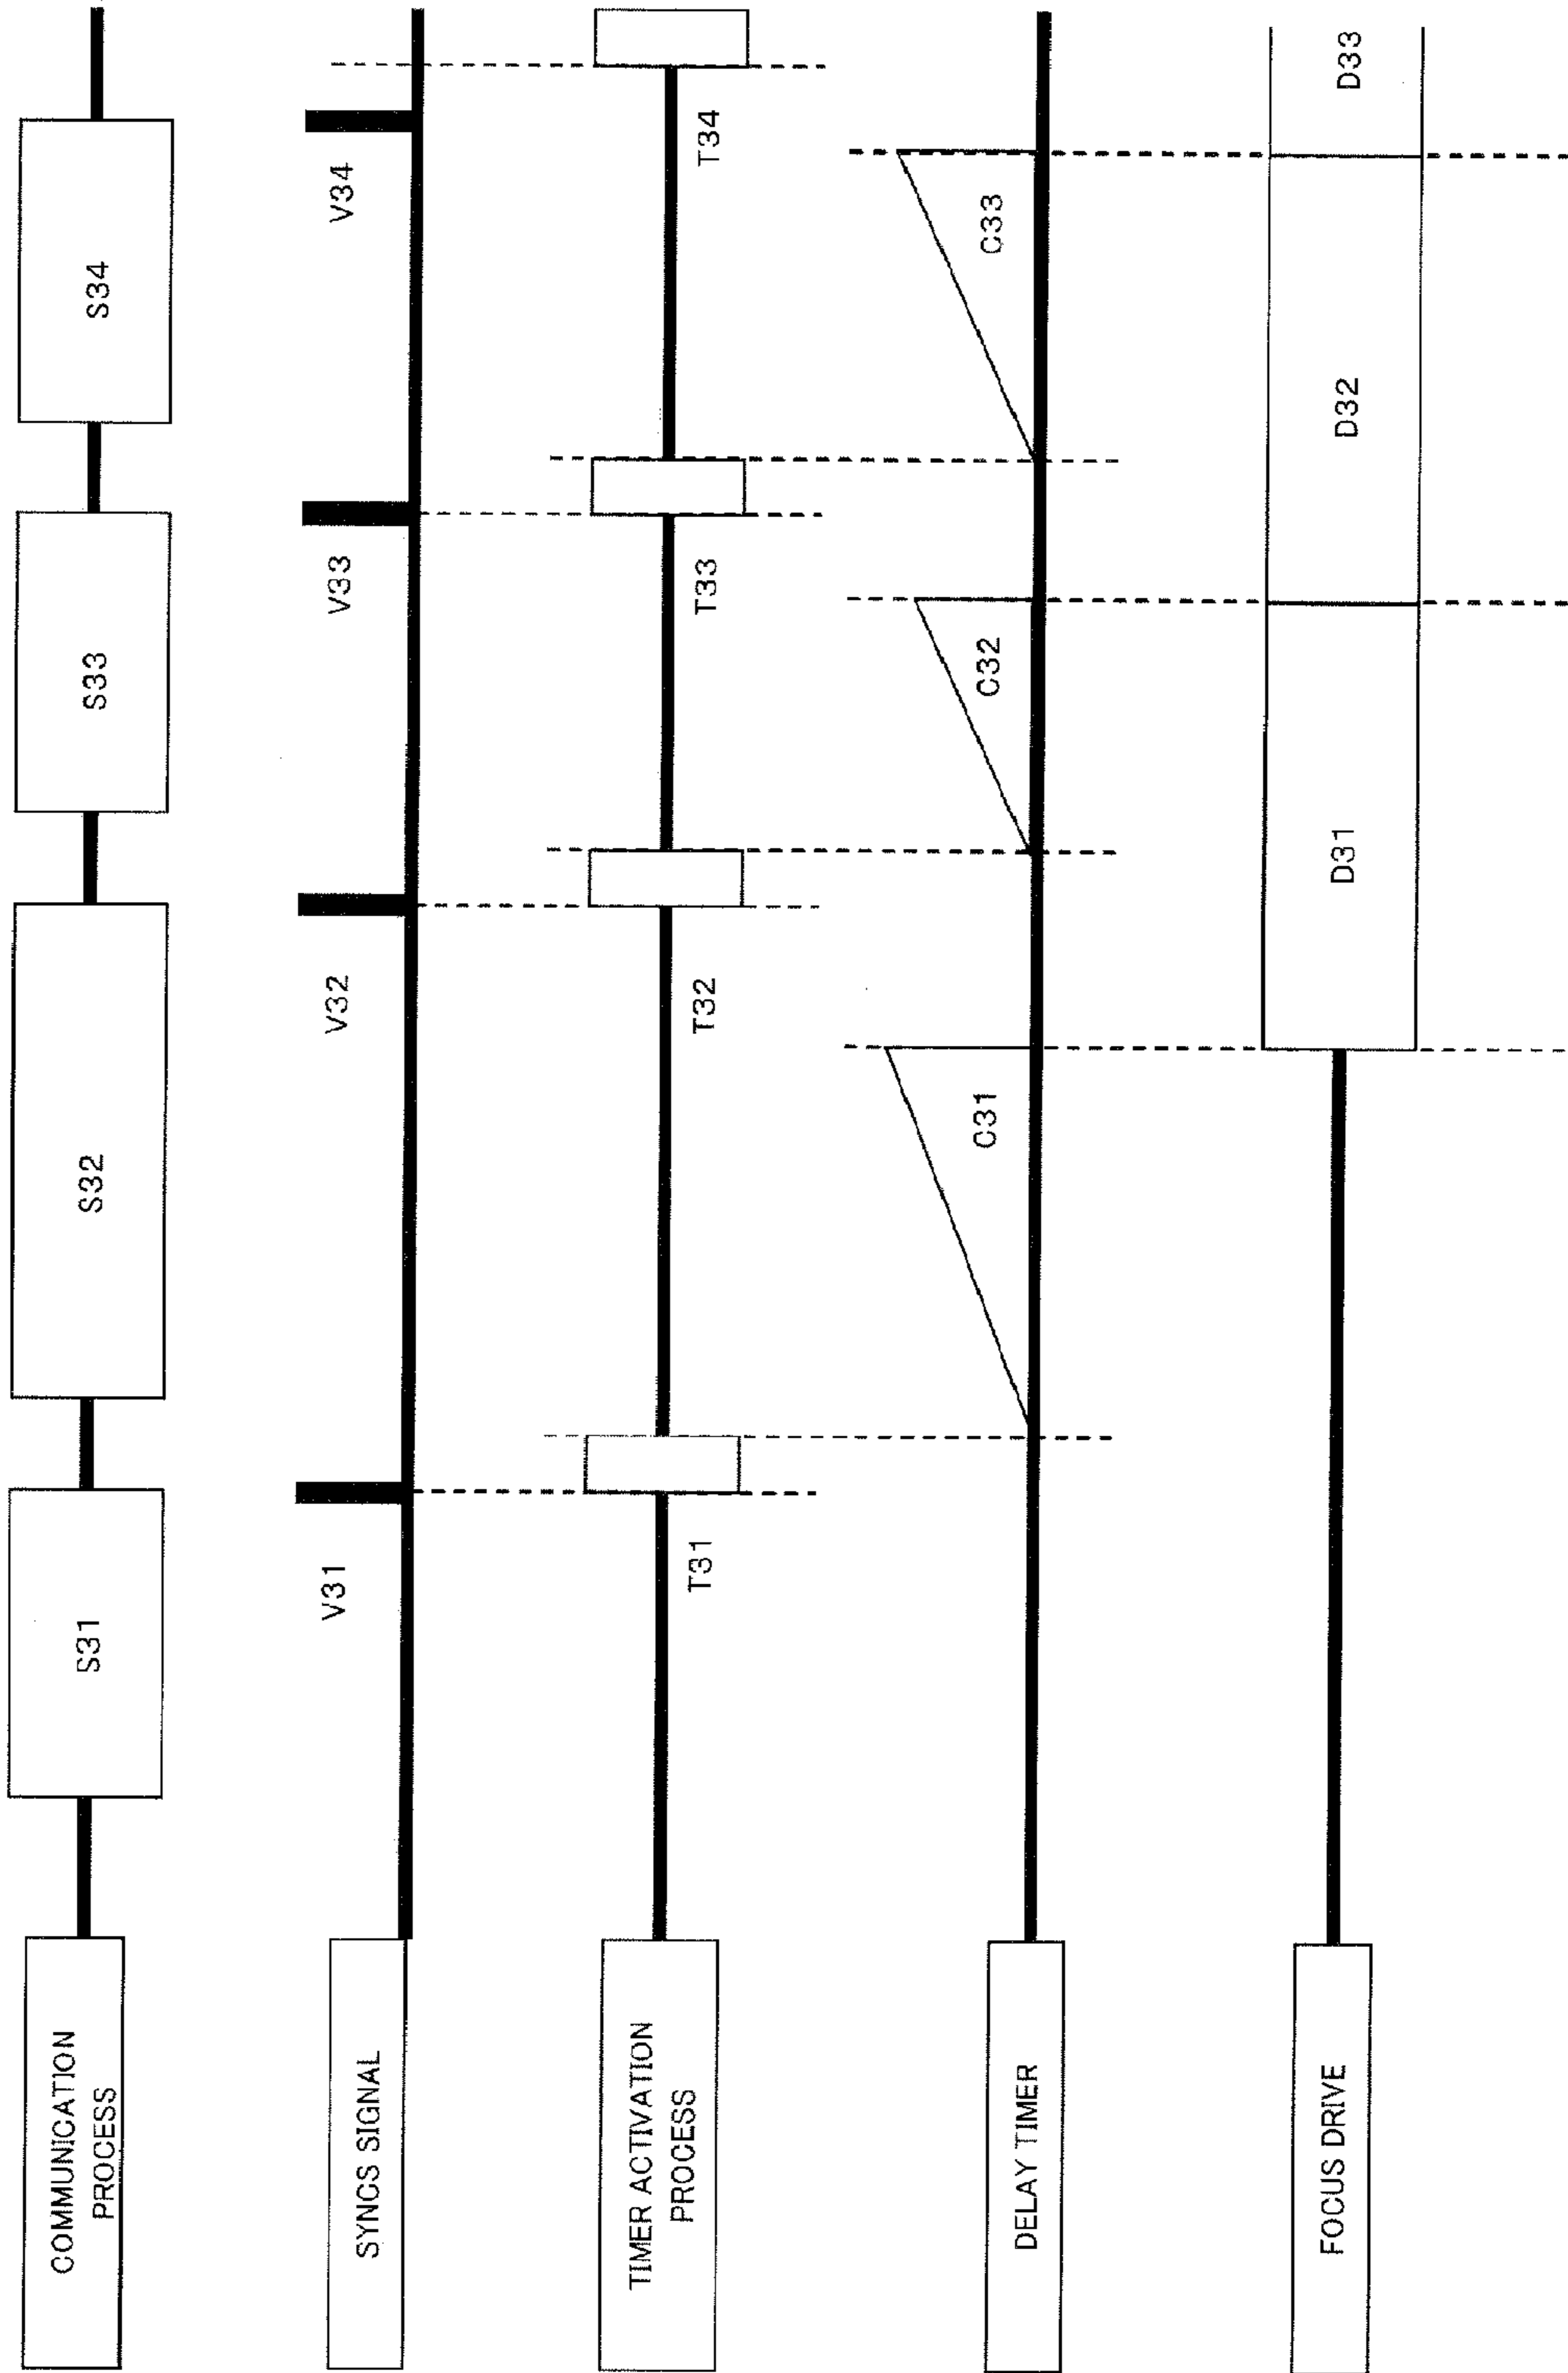 COMMUNICATION
PROCESS
S31
S32
S33
S34
SYNCS SIGNAL
V31
V32
V33
V34
TIMER ACTIVATION
PROCESS
T31
T32
T33
T34
DELAY TIMER
C31
C32
C33
FOCUS DRIVE
D31
D32
D33